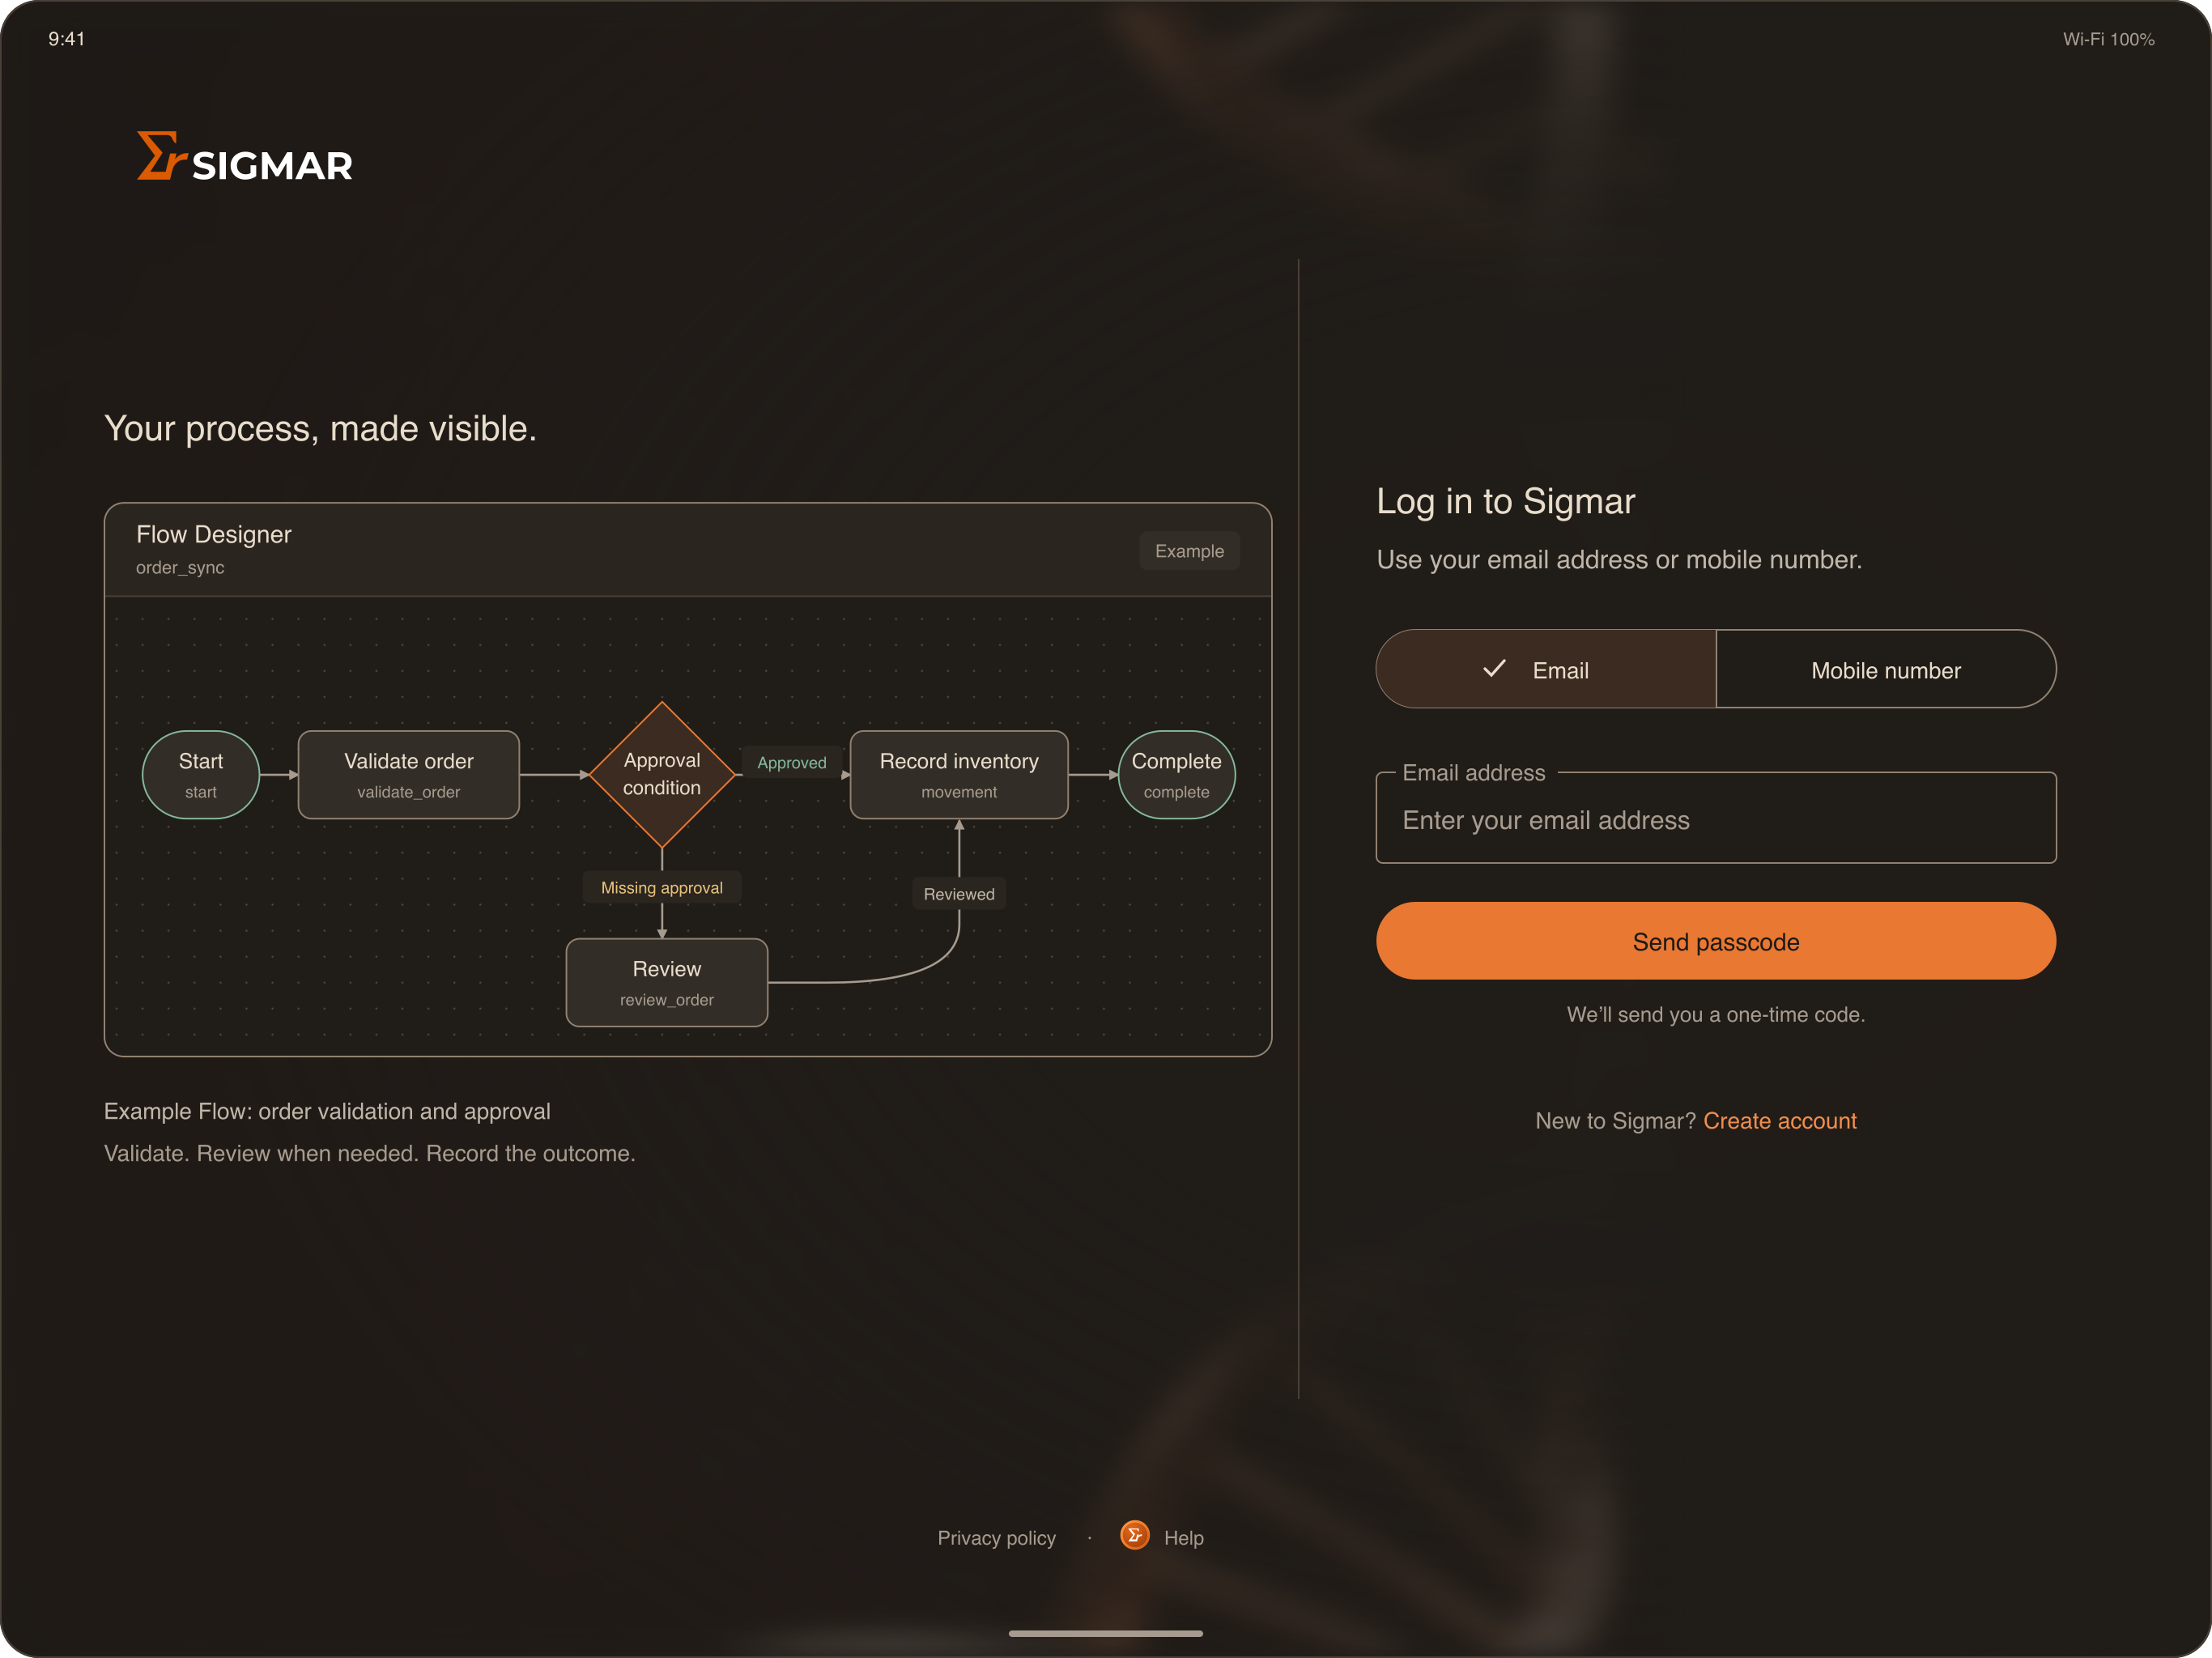 9:41
Wi-Fi 100%
Σr SIGMAR
Your process, made visible.
Flow Designer
order_sync
Example
Start
start
Validate order
validate_order
Approval
condition
Approved
Record inventory
movement
Complete
complete
Missing approval
Reviewed
Review
review_order
Example Flow: order validation and approval
Validate. Review when needed. Record the outcome.
Log in to Sigmar
Use your email address or mobile number.
Email
Mobile number
Email address
Enter your email address
Send passcode
We’ll send you a one-time code.
New to Sigmar? Create account
Privacy policy · Σr Help